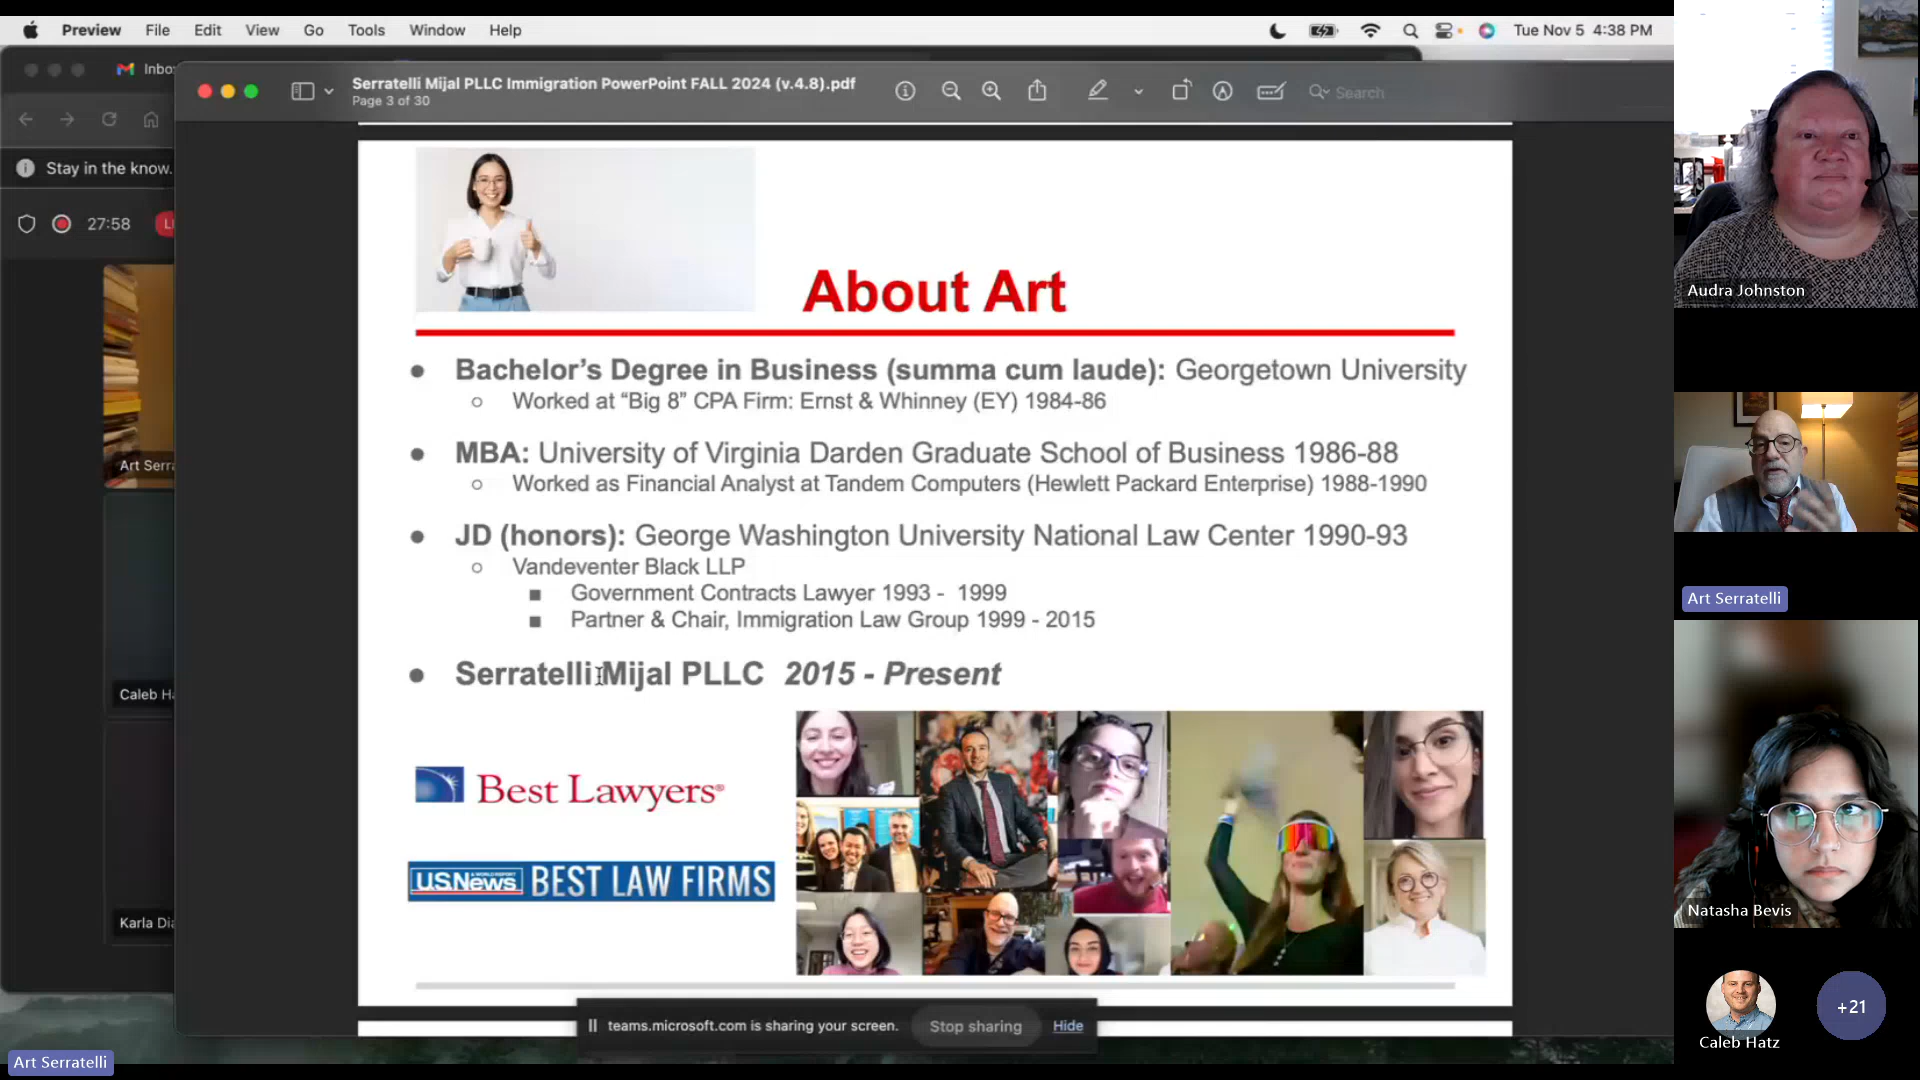 Preview File Edit View Go Tools Window Help
Tue Nov 5 4:38 PM
Serratelli Mijal PLLC Immigration PowerPoint FALL 2024 (v.4.8).pdf
Page 3 of 30
Search
Stay in the know.
27:58
Art Serra
Caleb Ha
Karla Dia
About Art
• Bachelor’s Degree in Business (summa cum laude): Georgetown University
○ Worked at “Big 8” CPA Firm: Ernst & Whinney (EY) 1984-86
• MBA: University of Virginia Darden Graduate School of Business 1986-88
○ Worked as Financial Analyst at Tandem Computers (Hewlett Packard Enterprise) 1988-1990
• JD (honors): George Washington University National Law Center 1990-93
○ Vandeventer Black LLP
■ Government Contracts Lawyer 1993 - 1999
■ Partner & Chair, Immigration Law Group 1999 - 2015
• Serratelli Mijal PLLC 2015 - Present
Best Lawyers®
U.S.News BEST LAW FIRMS
teams.microsoft.com is sharing your screen. Stop sharing Hide
Art Serratelli
Audra Johnston
Art Serratelli
Natasha Bevis
Caleb Hatz
+21